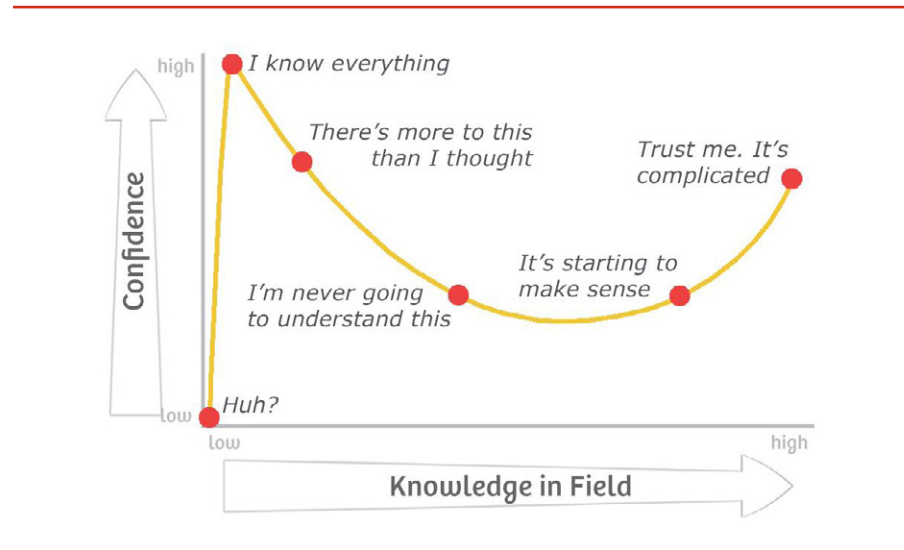 high
I know everything
There's more to this
than I thought
Trust me. It's
complicated
Confidence
It's starting to
make sense
I'm never going
to understand this
Huh?
low
low
high
Knowledge in Field